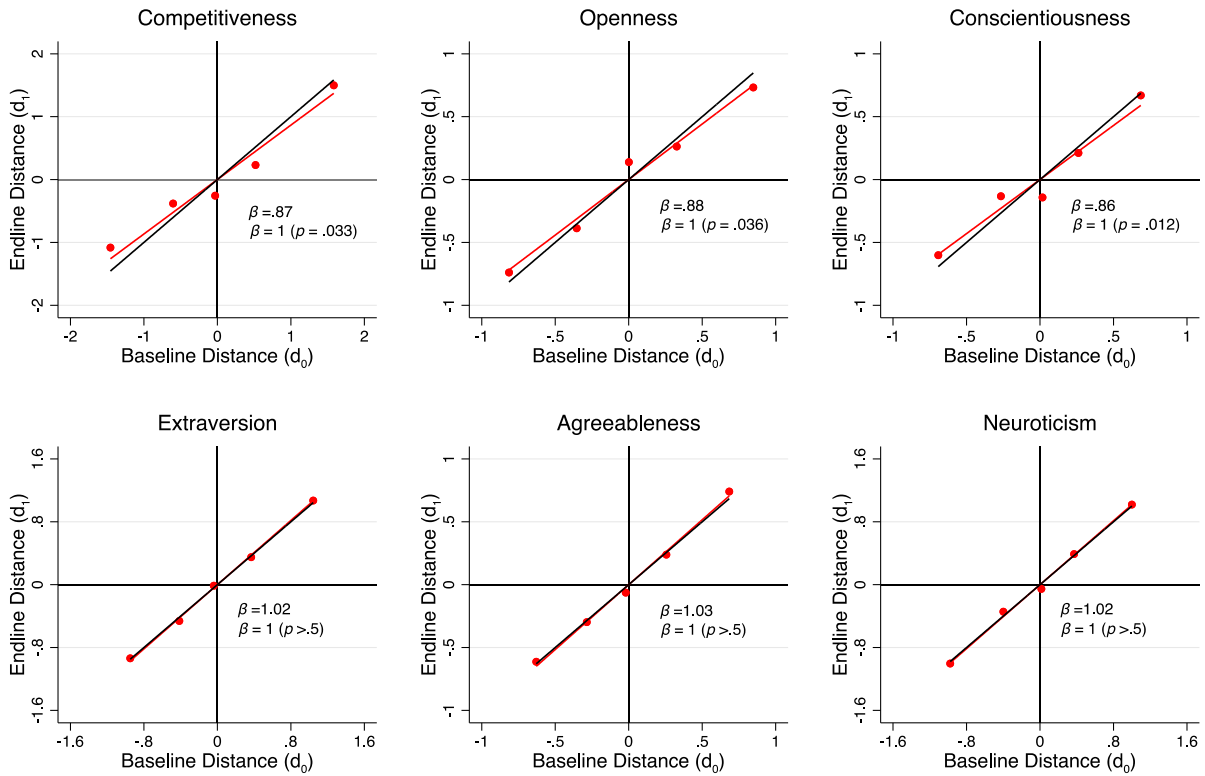 Competitiveness
Openness
Conscientiousness
Endline Distance (d₁)
2
1
0
-1
-2
β =.87
β = 1 (p = .033)
-2
-1
0
1
2
Baseline Distance (d₀)
Endline Distance (d₁)
1
.5
0
-.5
-1
β =.88
β = 1 (p = .036)
-1
-.5
0
.5
1
Baseline Distance (d₀)
Endline Distance (d₁)
1
.5
0
-.5
-1
β =.86
β = 1 (p = .012)
-1
-.5
0
.5
1
Baseline Distance (d₀)
Extraversion
Agreeableness
Neuroticism
Endline Distance (d₁)
1.6
.8
0
-.8
-1.6
β =1.02
β = 1 (p >.5)
-1.6
-.8
0
.8
1.6
Baseline Distance (d₀)
Endline Distance (d₁)
1
.5
0
-.5
-1
β =1.03
β = 1 (p >.5)
-1
-.5
0
.5
1
Baseline Distance (d₀)
Endline Distance (d₁)
1.6
.8
0
-.8
-1.6
β =1.02
β = 1 (p >.5)
-1.6
-.8
0
.8
1.6
Baseline Distance (d₀)